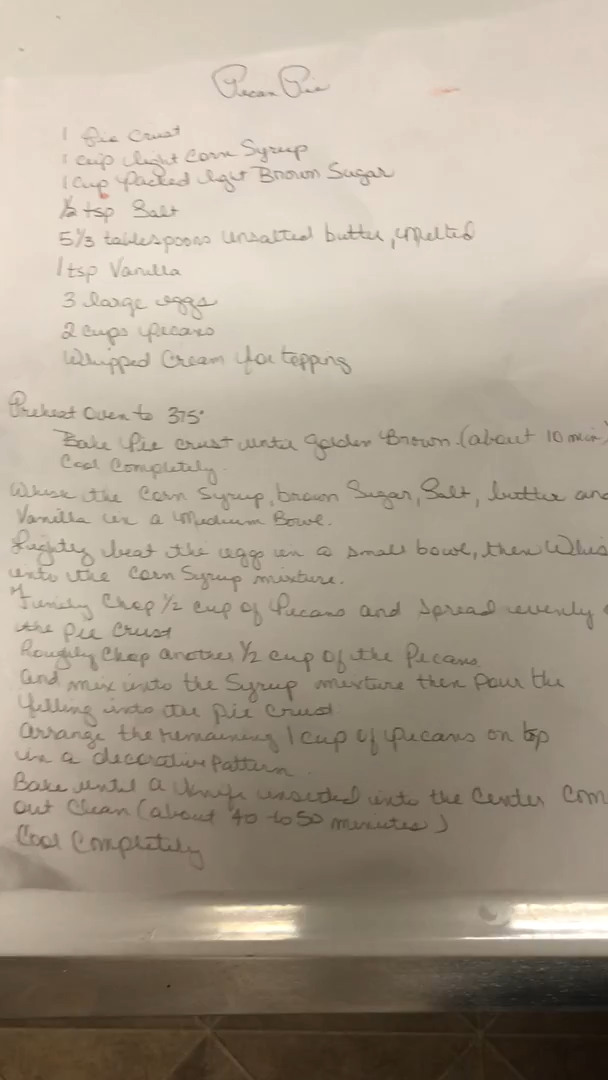 Pecan Pie
1 Pie Crust
1 cup light Corn Syrup
1 Cup Packed light Brown Sugar
1/2 tsp Salt
5 1/3 tablespoons unsalted butter, melted
1 tsp Vanilla
3 large eggs
2 cups pecans
Whipped Cream for topping
Preheat Oven to 375°
Bake Pie crust until golden Brown (about 10 min)
Cool Completely.
Whisk the Corn Syrup, brown Sugar, Salt, butter and
Vanilla in a Medium Bowl.
Lightly beat the eggs in a small bowl, then Whis
into the Corn Syrup mixture.
Finely Chop 1/2 cup of Pecans and Spread evenly
the pie Crust
Roughly Chop another 1/2 cup of the Pecans
and mix into the Syrup mixture then pour the
filling into the pie Crust
Arrange the remaining 1 cup of pecans on top
in a decorative Pattern
Bake until a knife inserted into the Center Com
out Clean (about 40 to 50 minutes)
Cool Completely